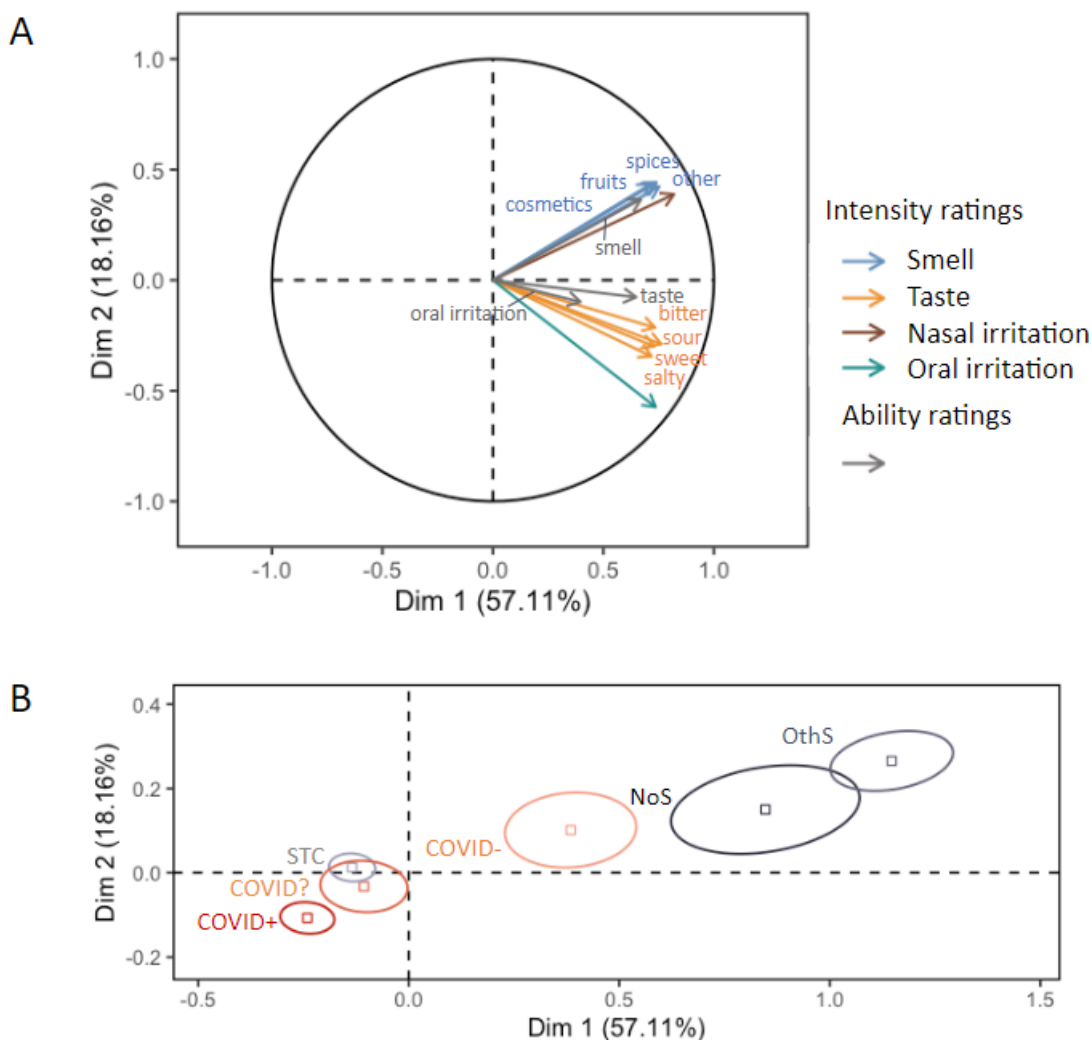 A
1.0
0.5
0.0
-0.5
-1.0
Dim 2 (18.16%)
spices
fruits
other
cosmetics
smell
oral irritation
taste
bitter
sour
sweet
salty
-1.0
-0.5
0.0
0.5
1.0
Dim 1 (57.11%)
Intensity ratings
Smell
Taste
Nasal irritation
Oral irritation
Ability ratings
B
0.4
0.2
0.0
-0.2
Dim 2 (18.16%)
OthS
NoS
COVID-
STC
COVID?
COVID+
-0.5
0.0
0.5
1.0
1.5
Dim 1 (57.11%)